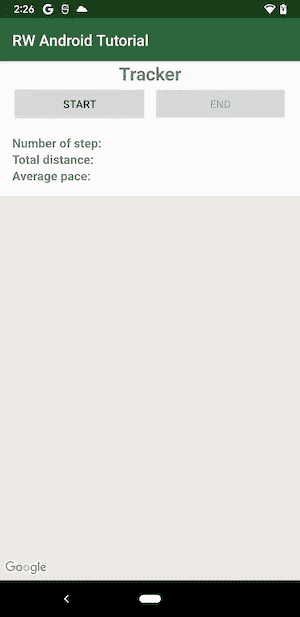 2:26
RW Android Tutorial
Tracker
START END
Number of step:
Total distance:
Average pace:
Google